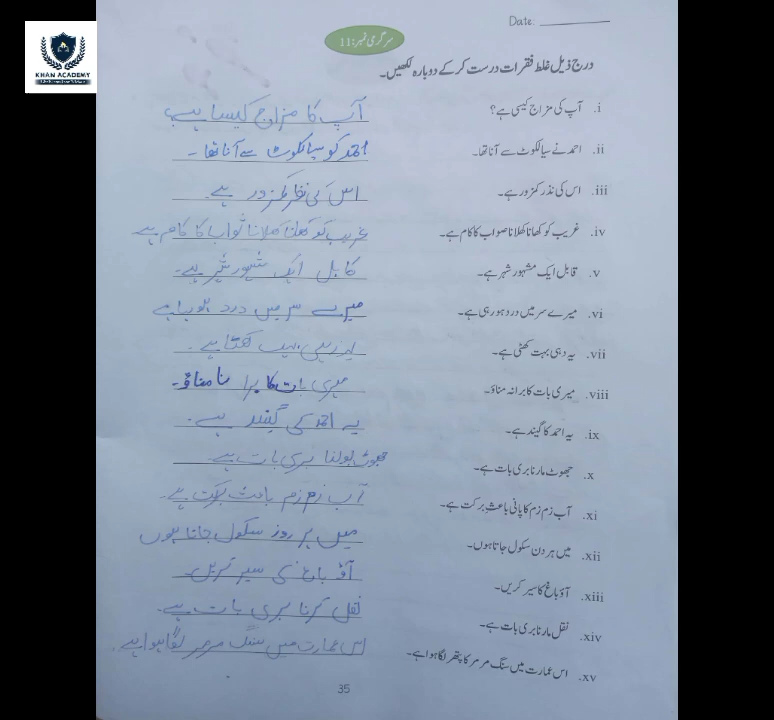 Date:
KHAN ACADEMY
سرگرمی نمبر: 11
درج ذیل غلط فقرات درست کر کے دوبارہ لکھیں۔
i. آپ کی مزاج کیسی ہے؟
آپ کا مزاج کیسا ہے
ii. احمد نے سیالکوٹ سے آنا تھا۔
احمد کو سیالکوٹ سے آنا تھا۔
iii. اس کی نذر کمزور ہے۔
اس کی نظر کمزور ہے۔
iv. غریب کو کھانا کھلانا صواب کا کام ہے۔
غریب کو کھانا کھلانا ثواب کا کام ہے
v. قابل ایک مشہور شہر ہے۔
کابل ایک مشہور شہر ہے۔
vi. میرے سر میں درد ہو رہی ہے۔
میرے سر میں درد ہو رہا ہے
vii. یہ دہی بہت کھٹی ہے۔
یہ دہی بہت کھٹا ہے۔
viii. میری بات کا برا نہ مناؤ۔
میری بات کا برا نا مناؤ۔
ix. یہ احمد کا گیند ہے۔
یہ احمد کی گیند ہے۔
x. جھوٹ مارنا بری بات ہے۔
جھوٹ بولنا بری بات ہے۔
xi. آب زم زم کا پانی باعثِ برکت ہے۔
آب زم زم باعث برکت ہے۔
xii. میں ہر دن سکول جاتا ہوں۔
میں ہر روز سکول جاتا ہوں
xiii. آؤ باغ کا سیر کریں۔
آؤ باغ کی سیر کریں۔
xiv. نقل مارنا بری بات ہے۔
نقل کرنا بری بات ہے۔
xv. اس عمارت میں سنگ مرمر کا پتھر لگا ہوا ہے۔
اس عمارت میں سنگ مرمر لگا ہوا ہے۔
35